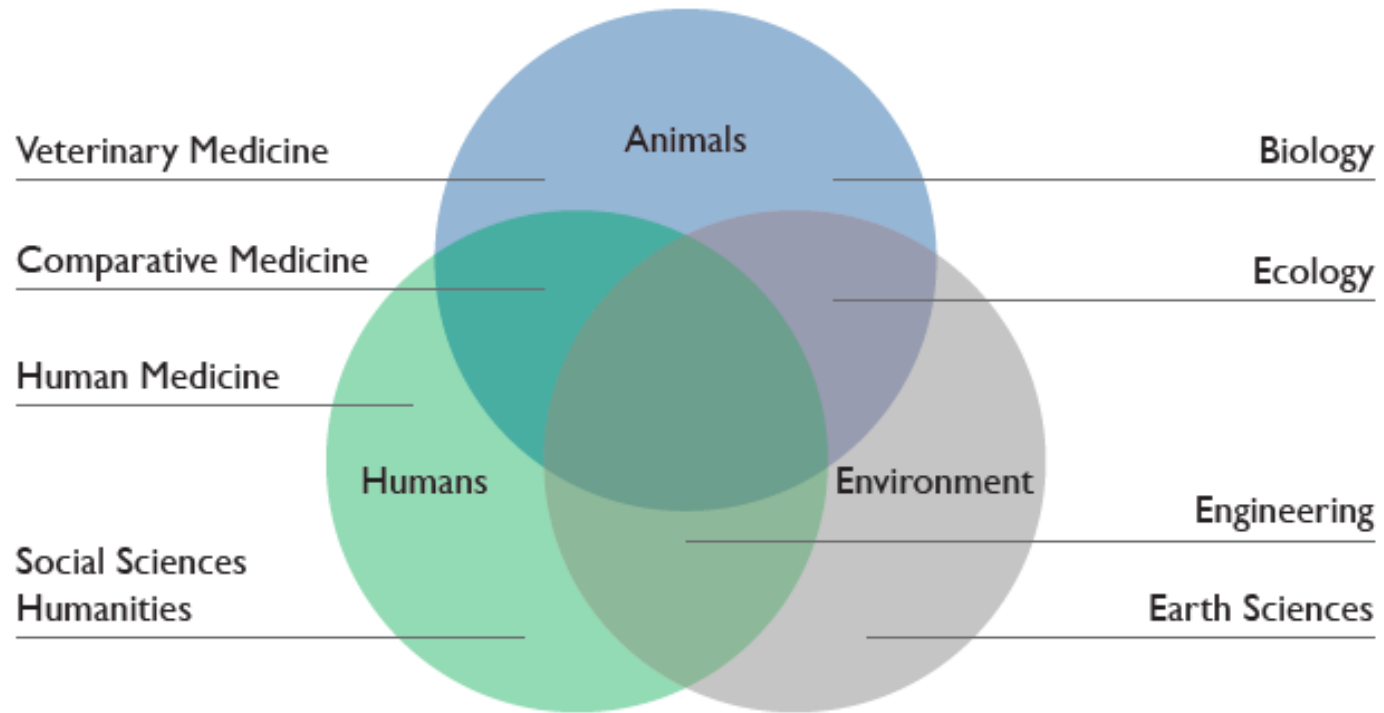 Animals
Veterinary Medicine
Biology
Comparative Medicine
Ecology
Human Medicine
Humans
Environment
Engineering
Social Sciences
Humanities
Earth Sciences